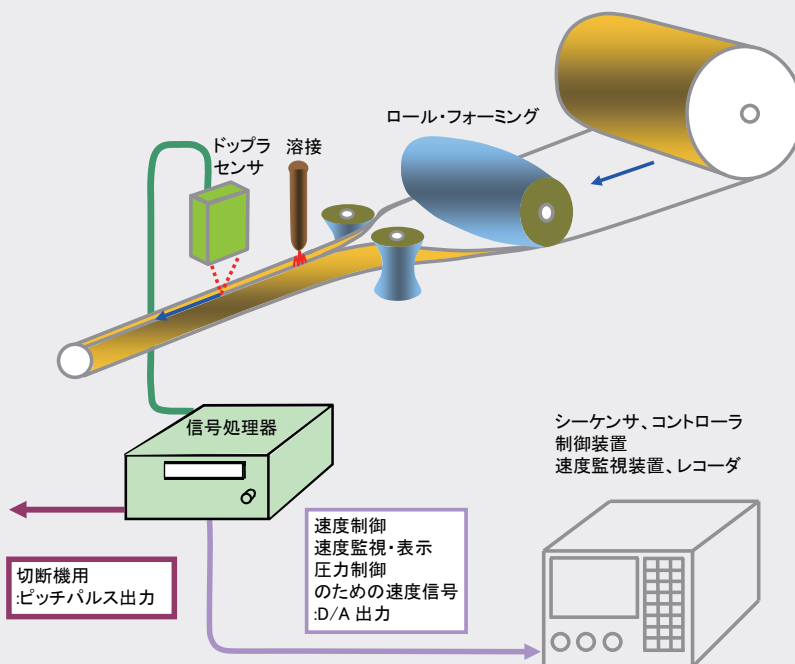 ロール・フォーミング
ドップラ
センサ
溶接
信号処理器
シーケンサ、コントローラ
制御装置
速度監視装置、レコーダ
速度制御
速度監視・表示
圧力制御
のための速度信号
:D/A 出力
切断機用
:ピッチパルス出力